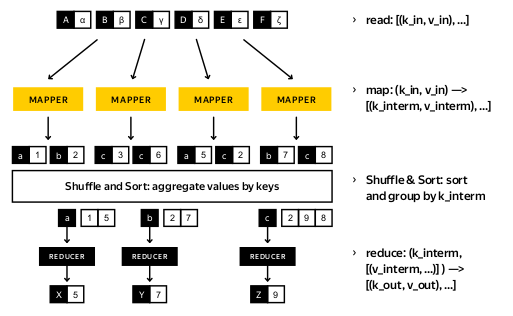 A α B β C γ D δ E ε F ζ
› read: [(k_in, v_in), ...]
MAPPER MAPPER MAPPER MAPPER
› map: (k_in, v_in) —>
[(k_interm, v_interm), ...]
a 1 b 2 c 3 c 6 a 5 c 2 b 7 c 8
Shuffle and Sort: aggregate values by keys
› Shuffle & Sort: sort
and group by k_interm
a 1 5 b 2 7 c 2 9 8
REDUCER REDUCER REDUCER
› reduce: (k_interm,
[(v_interm, ...)] ) —>
[(k_out, v_out), ...]
X 5 Y 7 Z 9